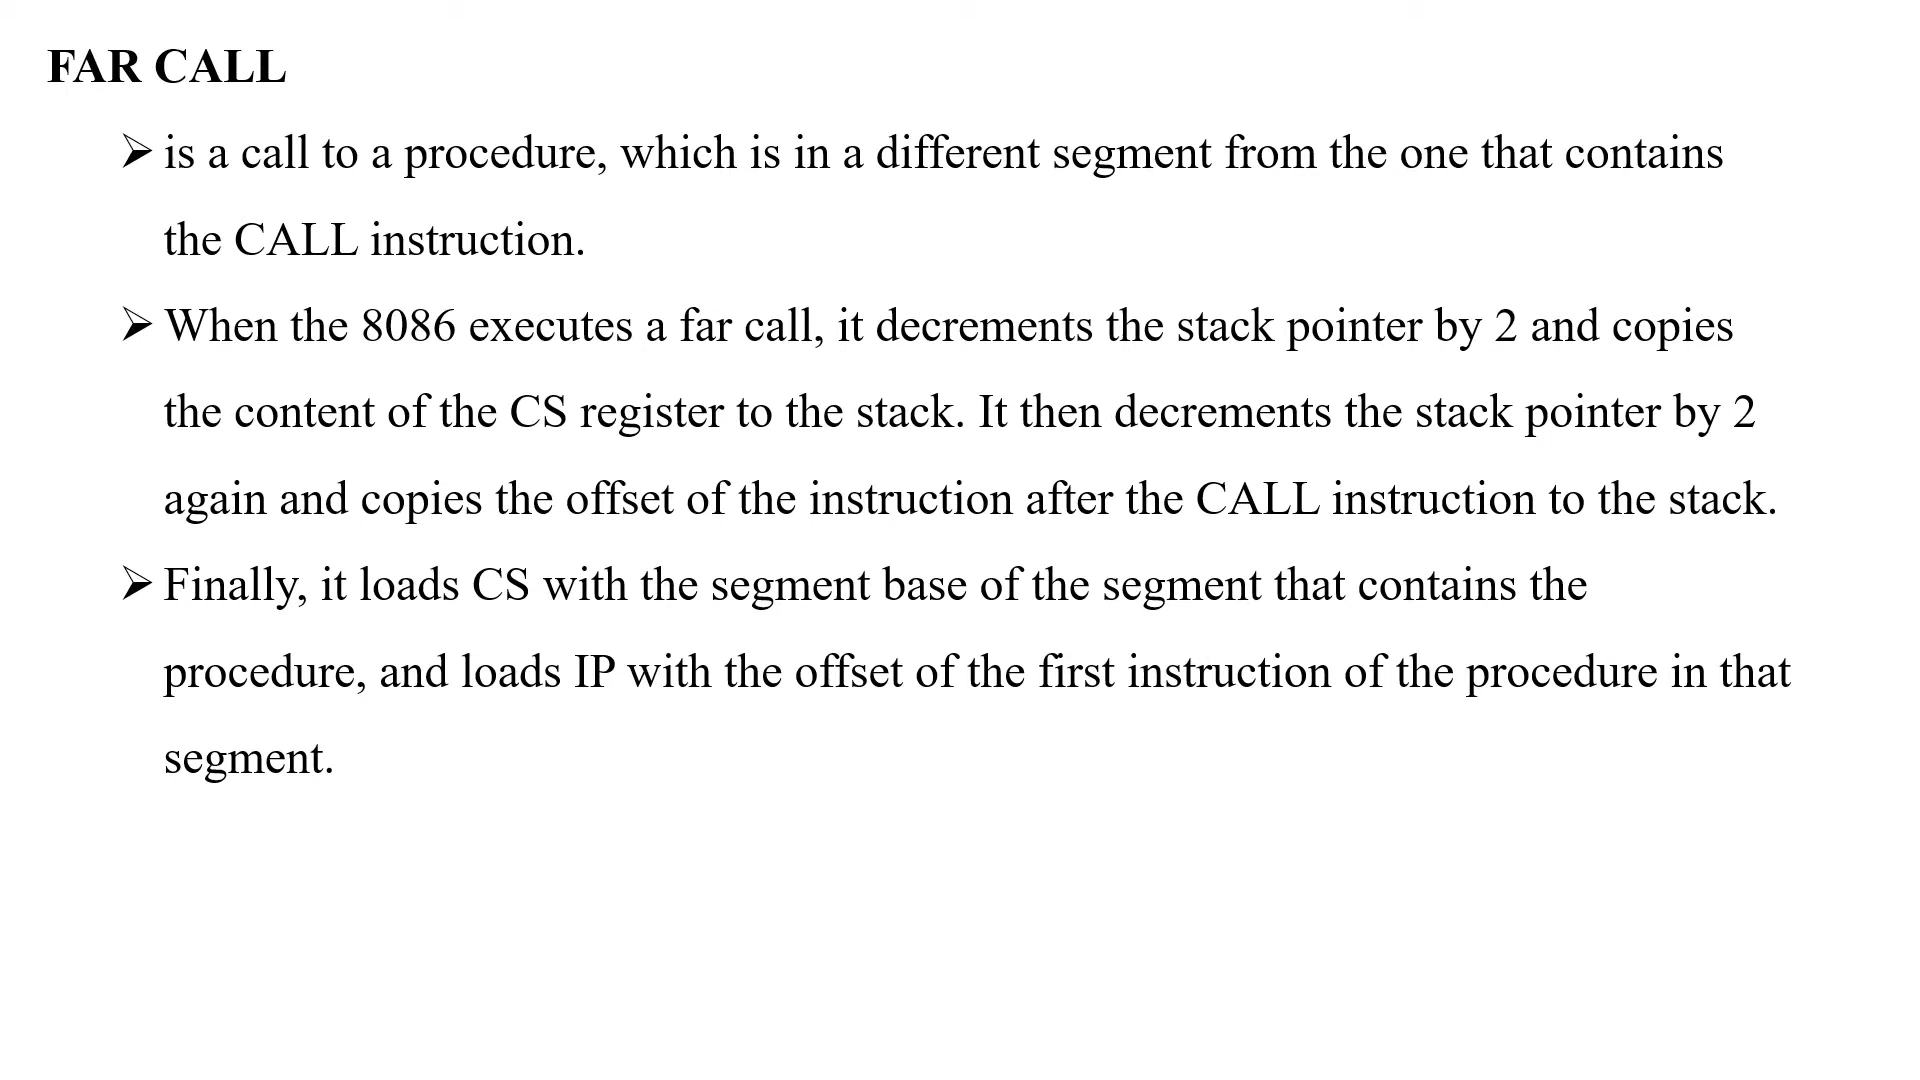 FAR CALL
➢ is a call to a procedure, which is in a different segment from the one that contains
the CALL instruction.
➢ When the 8086 executes a far call, it decrements the stack pointer by 2 and copies
the content of the CS register to the stack. It then decrements the stack pointer by 2
again and copies the offset of the instruction after the CALL instruction to the stack.
➢ Finally, it loads CS with the segment base of the segment that contains the
procedure, and loads IP with the offset of the first instruction of the procedure in that
segment.